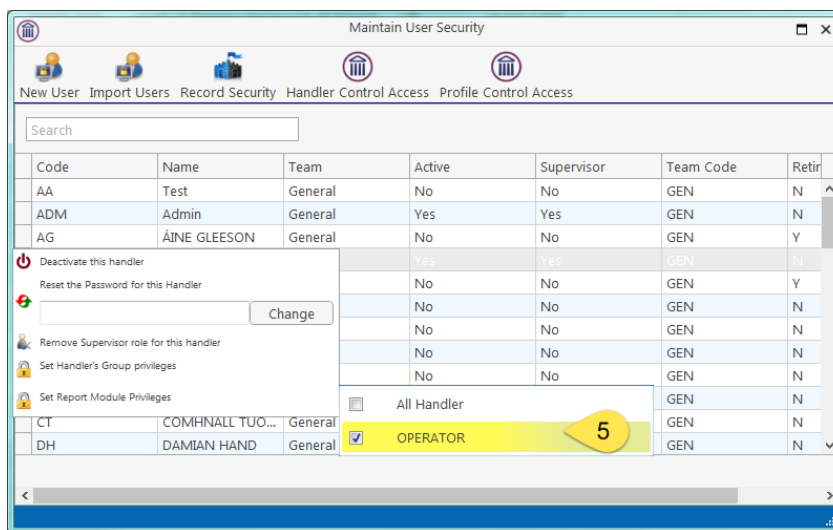 Maintain User Security
New User Import Users Record Security Handler Control Access Profile Control Access
Search
Code Name Team Active Supervisor Team Code Retir
AA Test General No No GEN N
ADM Admin General Yes Yes GEN N
AG ÁINE GLEESON General No No GEN Y
Yes Yes GEN N
No No GEN Y
No No GEN N
No No GEN N
No No GEN N
No No GEN N
GEN N
CT COMHNALL TUO... General GEN N
DH DAMIAN HAND General GEN N
Deactivate this handler
Reset the Password for this Handler
Change
Remove Supervisor role for this handler
Set Handler's Group privileges
Set Report Module Privileges
All Handler
OPERATOR 5